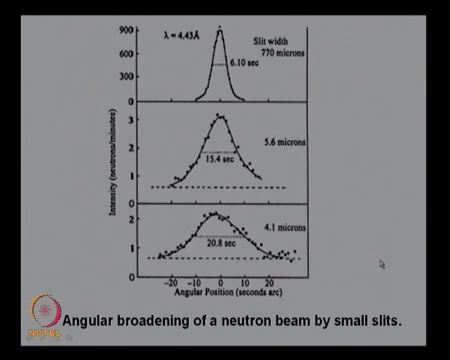 900
600
300
0
λ = 4.43Å
Slit width
770 microns
6.10 sec
3
2
1
0
5.6 microns
15.4 sec
2
1
0
4.1 microns
20.8 sec
Intensity (neutrons/minutes)
-20 -10 0 10 20
Angular Position (seconds arc)
Angular broadening of a neutron beam by small slits.
NPTEL